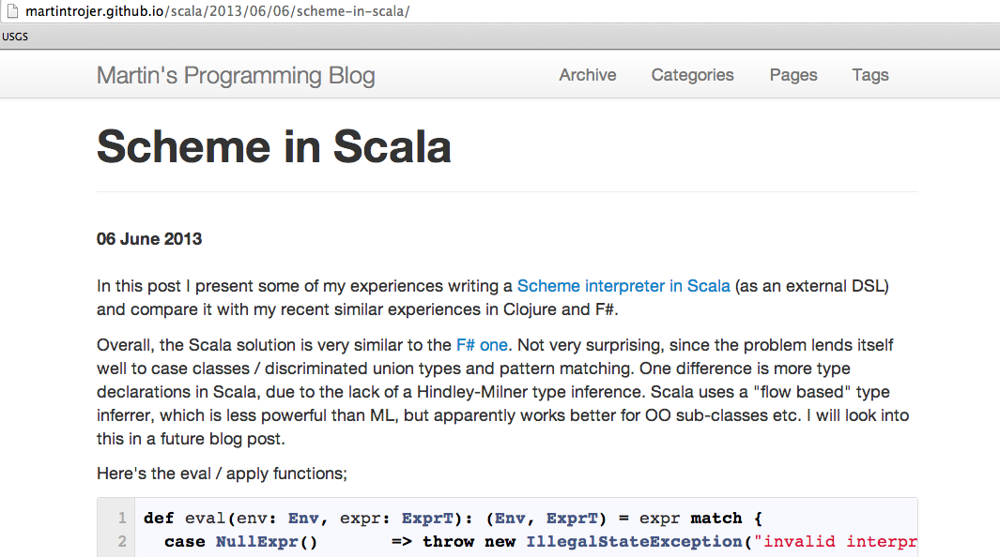 martintrojer.github.io/scala/2013/06/06/scheme-in-scala/
USGS
Martin's Programming Blog Archive Categories Pages Tags
Scheme in Scala
06 June 2013
In this post I present some of my experiences writing a Scheme interpreter in Scala (as an external DSL)
and compare it with my recent similar experiences in Clojure and F#.
Overall, the Scala solution is very similar to the F# one. Not very surprising, since the problem lends itself
well to case classes / discriminated union types and pattern matching. One difference is more type
declarations in Scala, due to the lack of a Hindley-Milner type inference. Scala uses a "flow based" type
inferrer, which is less powerful than ML, but apparently works better for OO sub-classes etc. I will look into
this in a future blog post.
Here's the eval / apply functions;
1 def eval(env: Env, expr: ExprT): (Env, ExprT) = expr match {
2 case NullExpr() => throw new IllegalStateException("invalid interpr